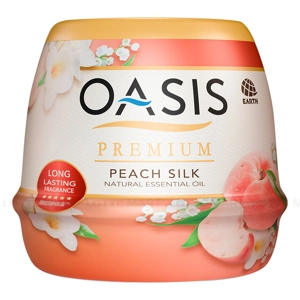 OASIS
EARTH
PREMIUM
PEACH SILK
NATURAL ESSENTIAL OIL
LONG
LASTING
FRAGRANCE